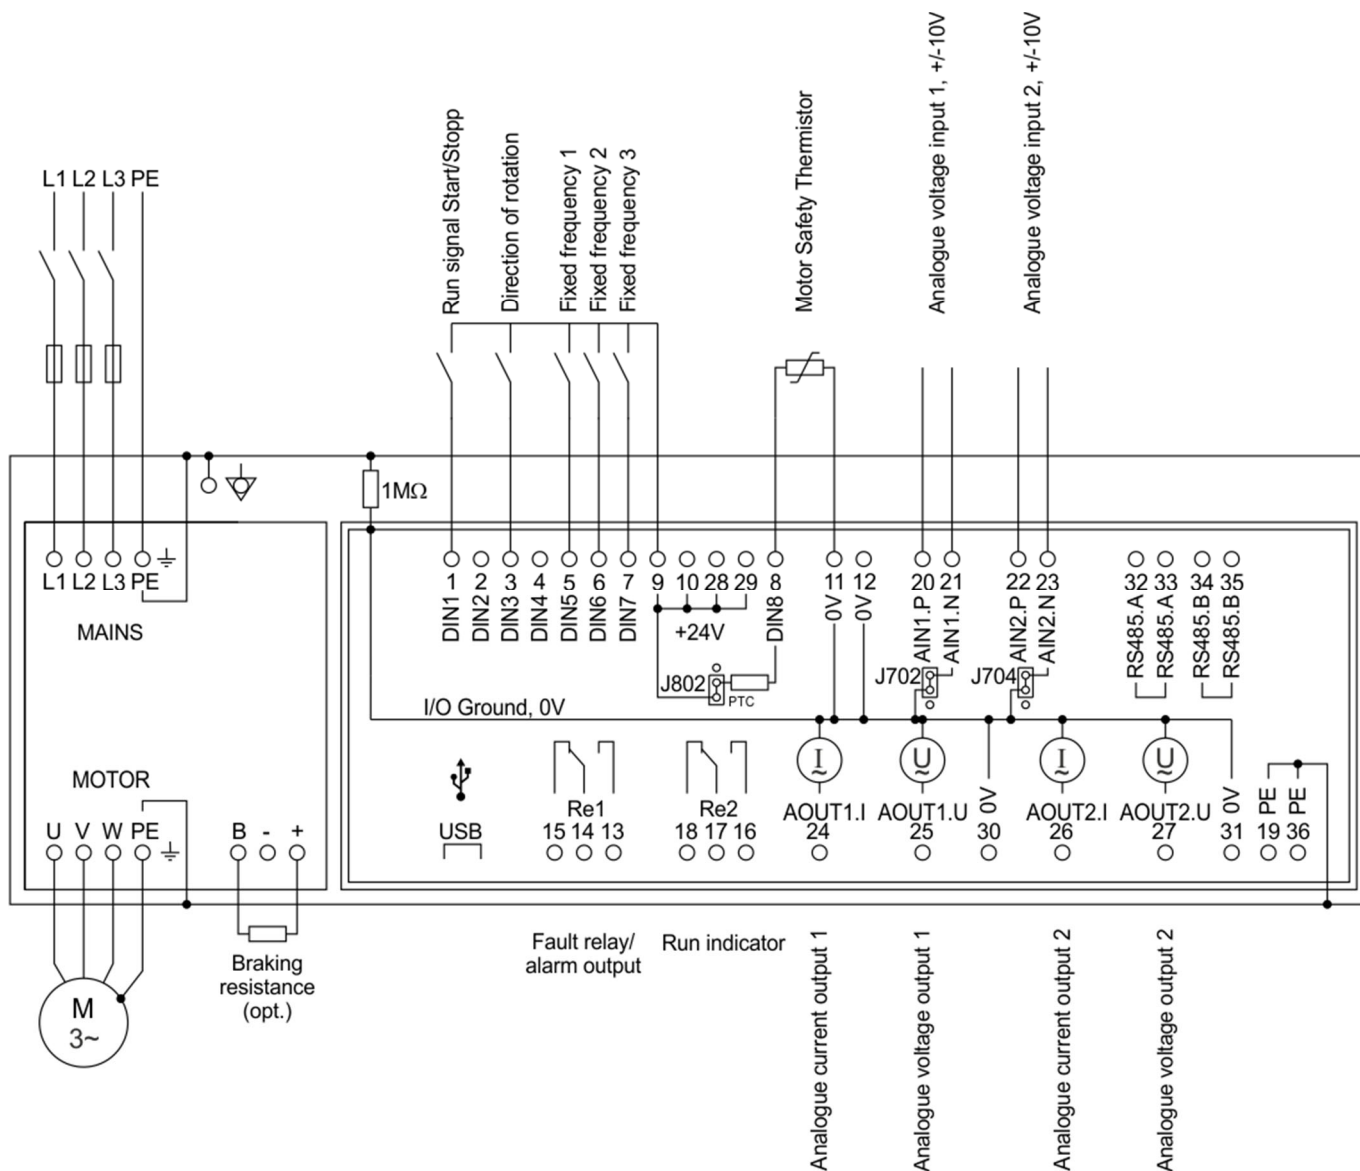 Run signal Start/Stopp
Direction of rotation
Fixed frequency 1
Fixed frequency 2
Fixed frequency 3
Motor Safety Thermistor
Analogue voltage input 1, +/-10V
Analogue voltage input 2, +/-10V
L1 L2 L3 PE
1MΩ
L1 L2 L3 PE
MAINS
1 2 3 4 5 6 7 9 10 28 29 8 11 12 20 21 22 23 32 33 34 35
DIN1
DIN2
DIN3
DIN4
DIN5
DIN6
DIN7
+24V
DIN8
0V
0V
AIN1.P
AIN1.N
AIN2.P
AIN2.N
RS485.A
RS485.A
RS485.B
RS485.B
J802
PTC
J702
J704
I/O Ground, 0V
MOTOR
U V W PE
B - +
USB
Re1
15 14 13
Re2
18 17 16
I
~
AOUT1.I
24
U
~
AOUT1.U
25
0V
30
I
~
AOUT2.I
26
U
~
AOUT2.U
27
0V
31
PE
19
PE
36
Braking
resistance
(opt.)
M
3~
Fault relay/
alarm output
Run indicator
Analogue current output 1
Analogue voltage output 1
Analogue current output 2
Analogue voltage output 2